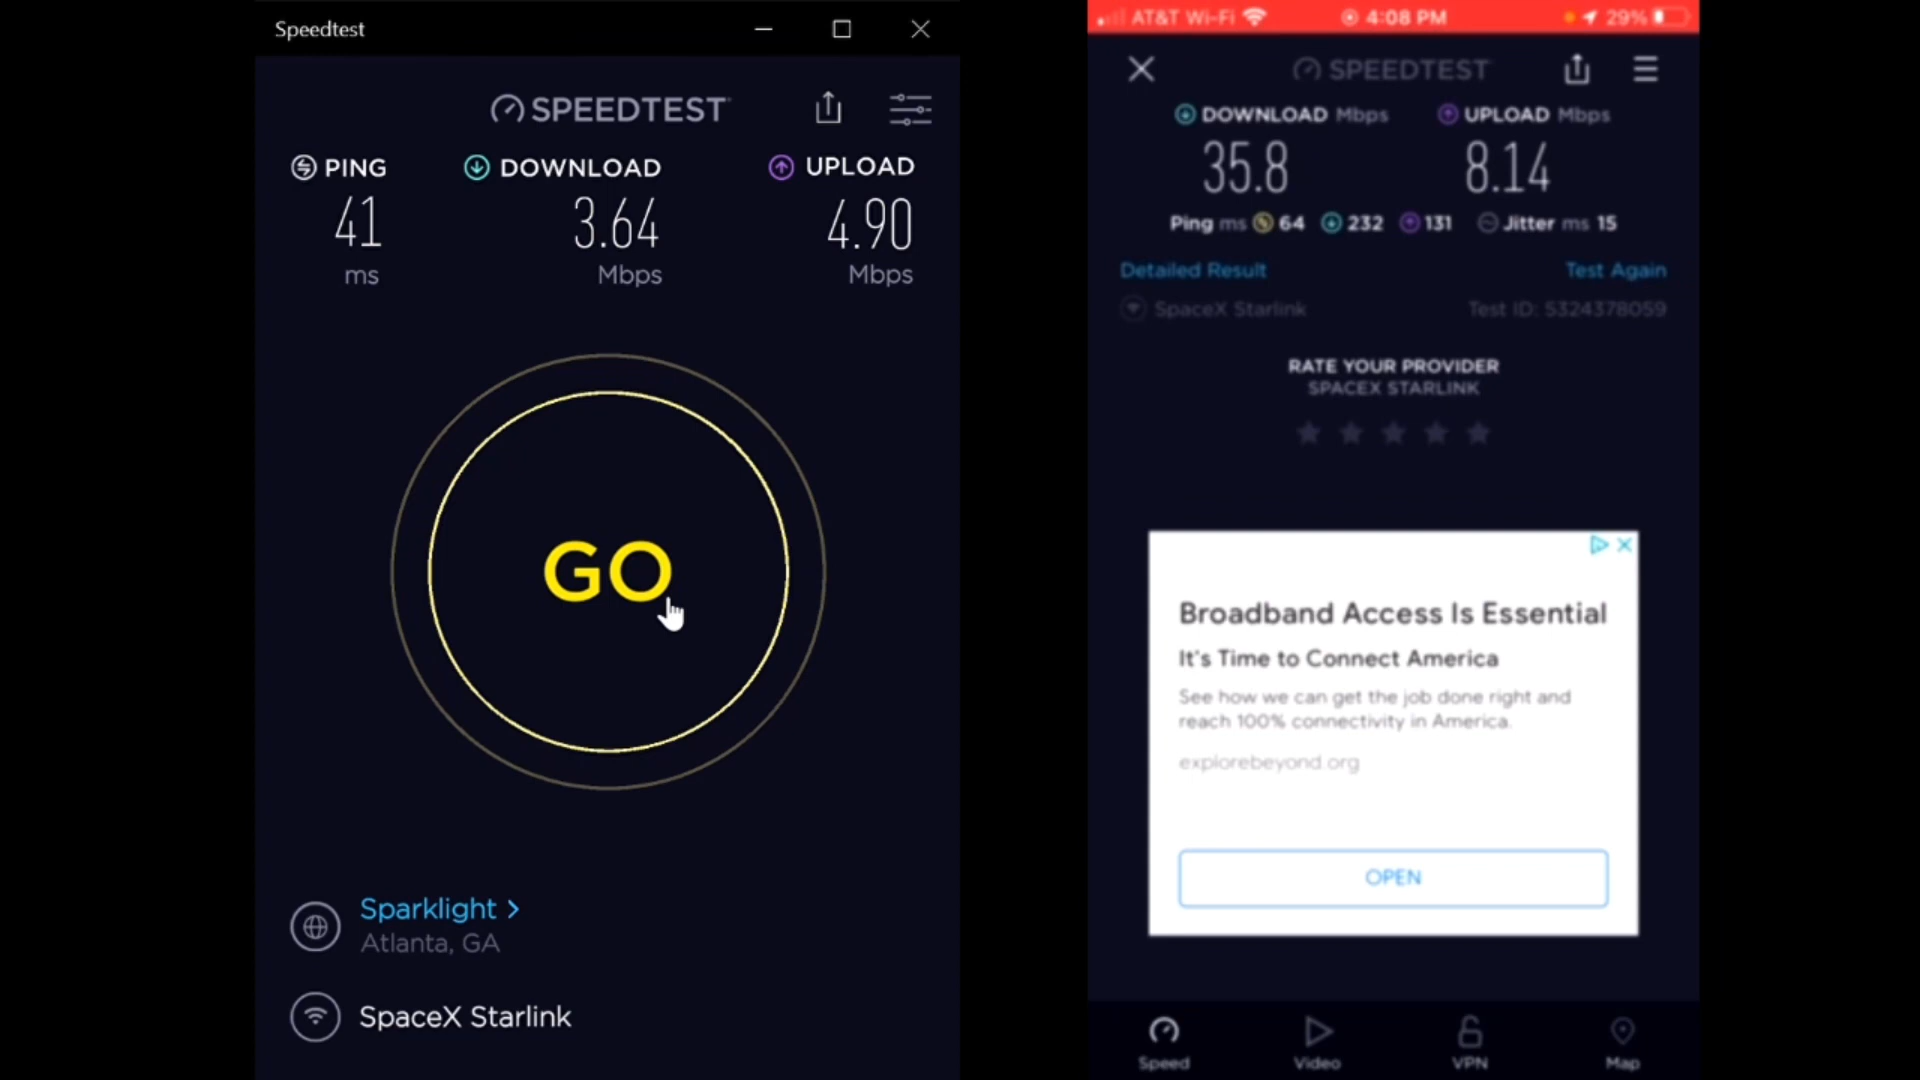 Speedtest
SPEEDTEST
PING DOWNLOAD UPLOAD
41 3.64 4.90
ms Mbps Mbps
GO
Sparklight >
Atlanta, GA
SpaceX Starlink
AT&T Wi-Fi 4:08 PM 29%
SPEEDTEST
DOWNLOAD Mbps UPLOAD Mbps
35.8 8.14
Ping ms 64 232 131 Jitter ms 15
Detailed Result Test Again
SpaceX Starlink Test ID: 5324378059
RATE YOUR PROVIDER
SPACEX STARLINK
Broadband Access Is Essential
It's Time to Connect America
See how we can get the job done right and
reach 100% connectivity in America.
explorebeyond.org
OPEN
Speed Video VPN Map